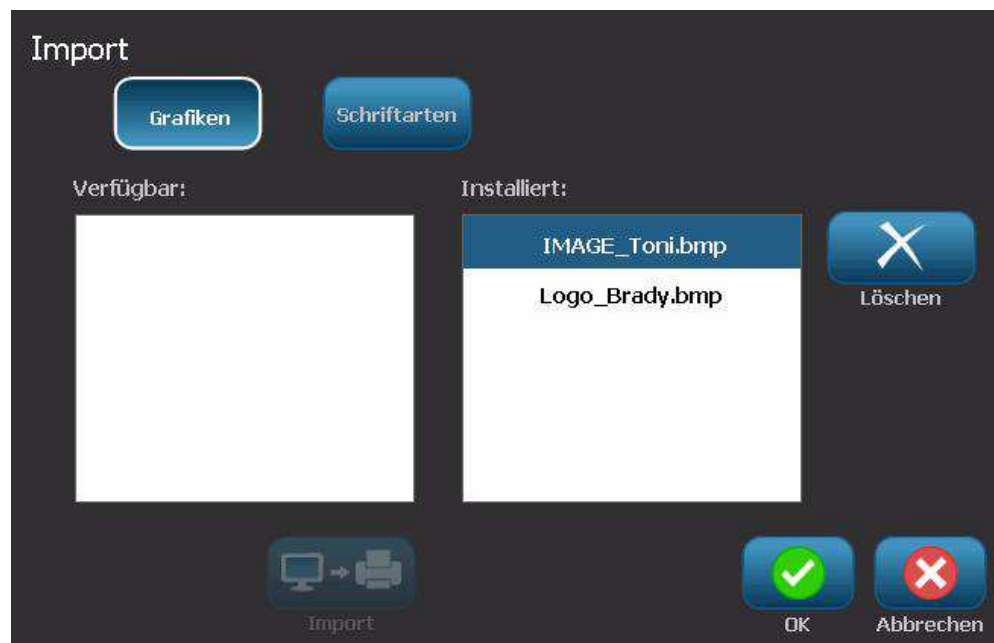 Import
Grafiken
Schriftarten
Verfügbar:
Installiert:
IMAGE_Toni.bmp
Logo_Brady.bmp
Löschen
Import
OK
Abbrechen